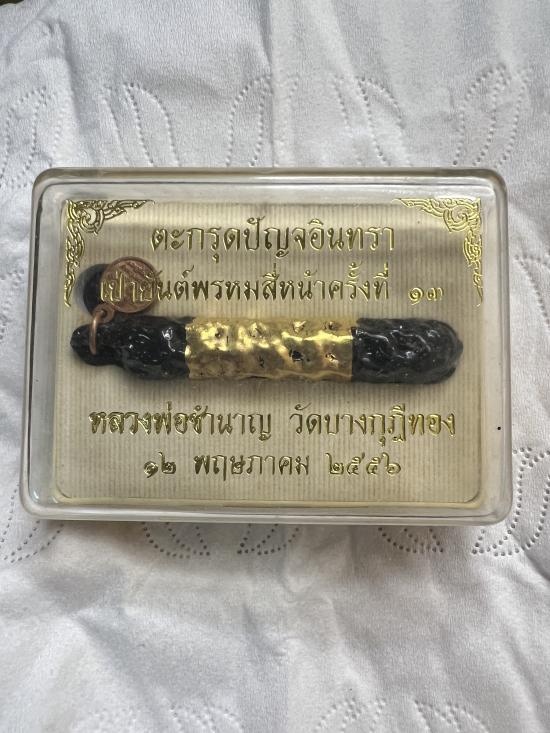 ตะกรุดปัญจอินทรา
เป่ายันต์พรหมสี่หน้าครั้งที่ ๑๓
หลวงพ่อชำนาญ วัดบางกุฎีทอง
๑๒ พฤษภาคม ๒๕๕๖